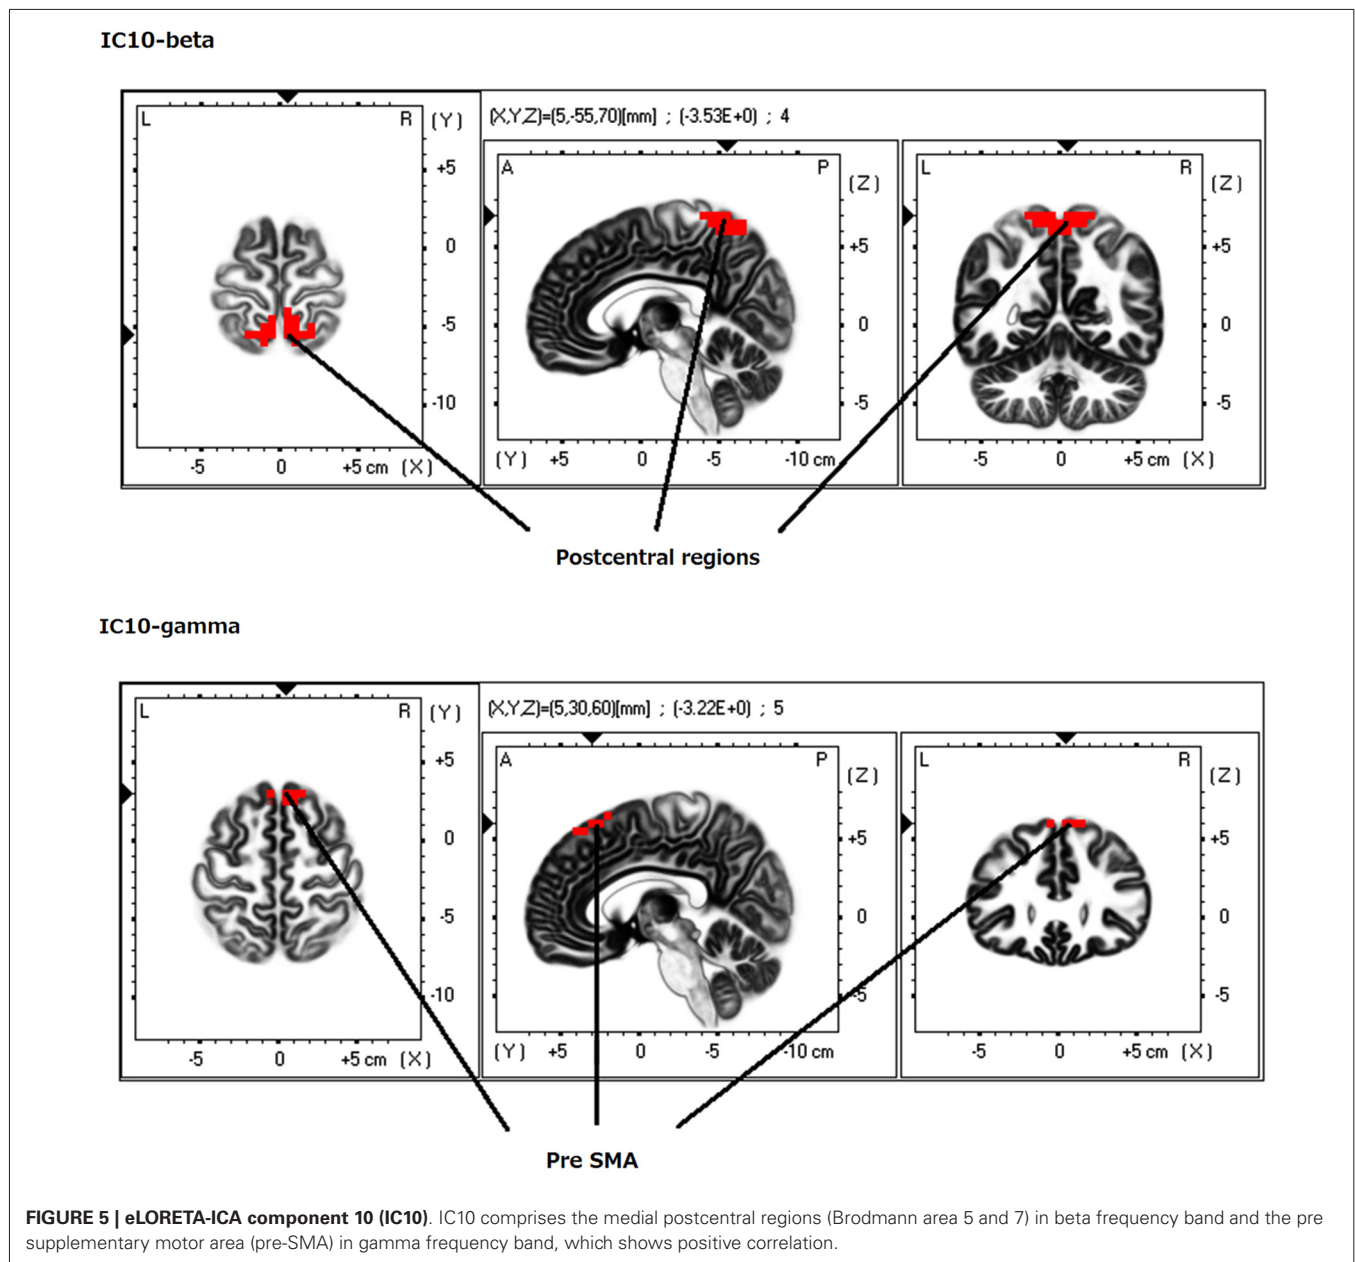 IC10-beta
L R (Y)
+5
0
-5
-10
-5 0 +5 cm (X)
(X,Y,Z)=(5,-55,70)[mm] ; (-3.53E+0) ; 4
A P (Z)
+5
0
-5
(Y) +5 0 -5 -10 cm
L R (Z)
+5
0
-5
-5 0 +5 cm (X)
Postcentral regions
IC10-gamma
L R (Y)
+5
0
-5
-10
-5 0 +5 cm (X)
(X,Y,Z)=(5,30,60)[mm] ; (-3.22E+0) ; 5
A P (Z)
+5
0
-5
(Y) +5 0 -5 -10 cm
L R (Z)
+5
0
-5
-5 0 +5 cm (X)
Pre SMA
FIGURE 5 | eLORETA-ICA component 10 (IC10). IC10 comprises the medial postcentral regions (Brodmann area 5 and 7) in beta frequency band and the pre
supplementary motor area (pre-SMA) in gamma frequency band, which shows positive correlation.